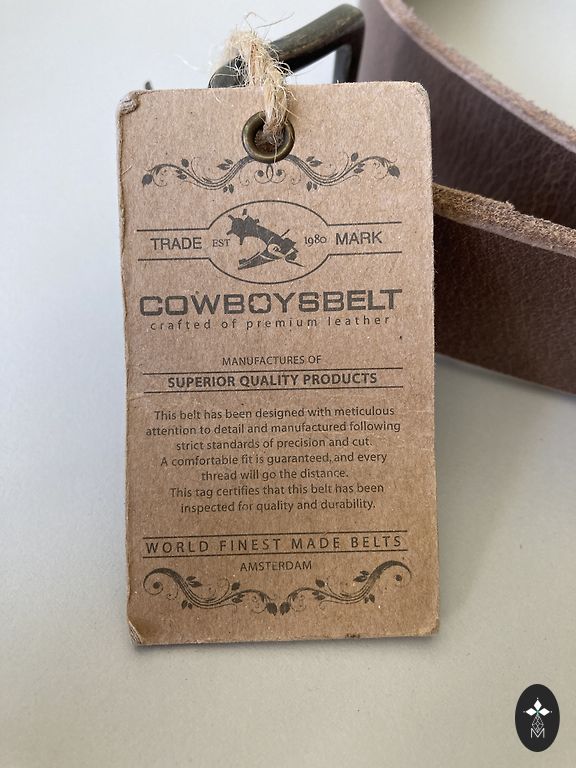 TRADE EST 1980 MARK
COWBOYSBELT
crafted of premium leather
MANUFACTURES OF
SUPERIOR QUALITY PRODUCTS
This belt has been designed with meticulous
attention to detail and manufactured following
strict standards of precision and cut.
A comfortable fit is guaranteed, and every
thread will go the distance.
This tag certifies that this belt has been
inspected for quality and durability.
WORLD FINEST MADE BELTS
AMSTERDAM
M